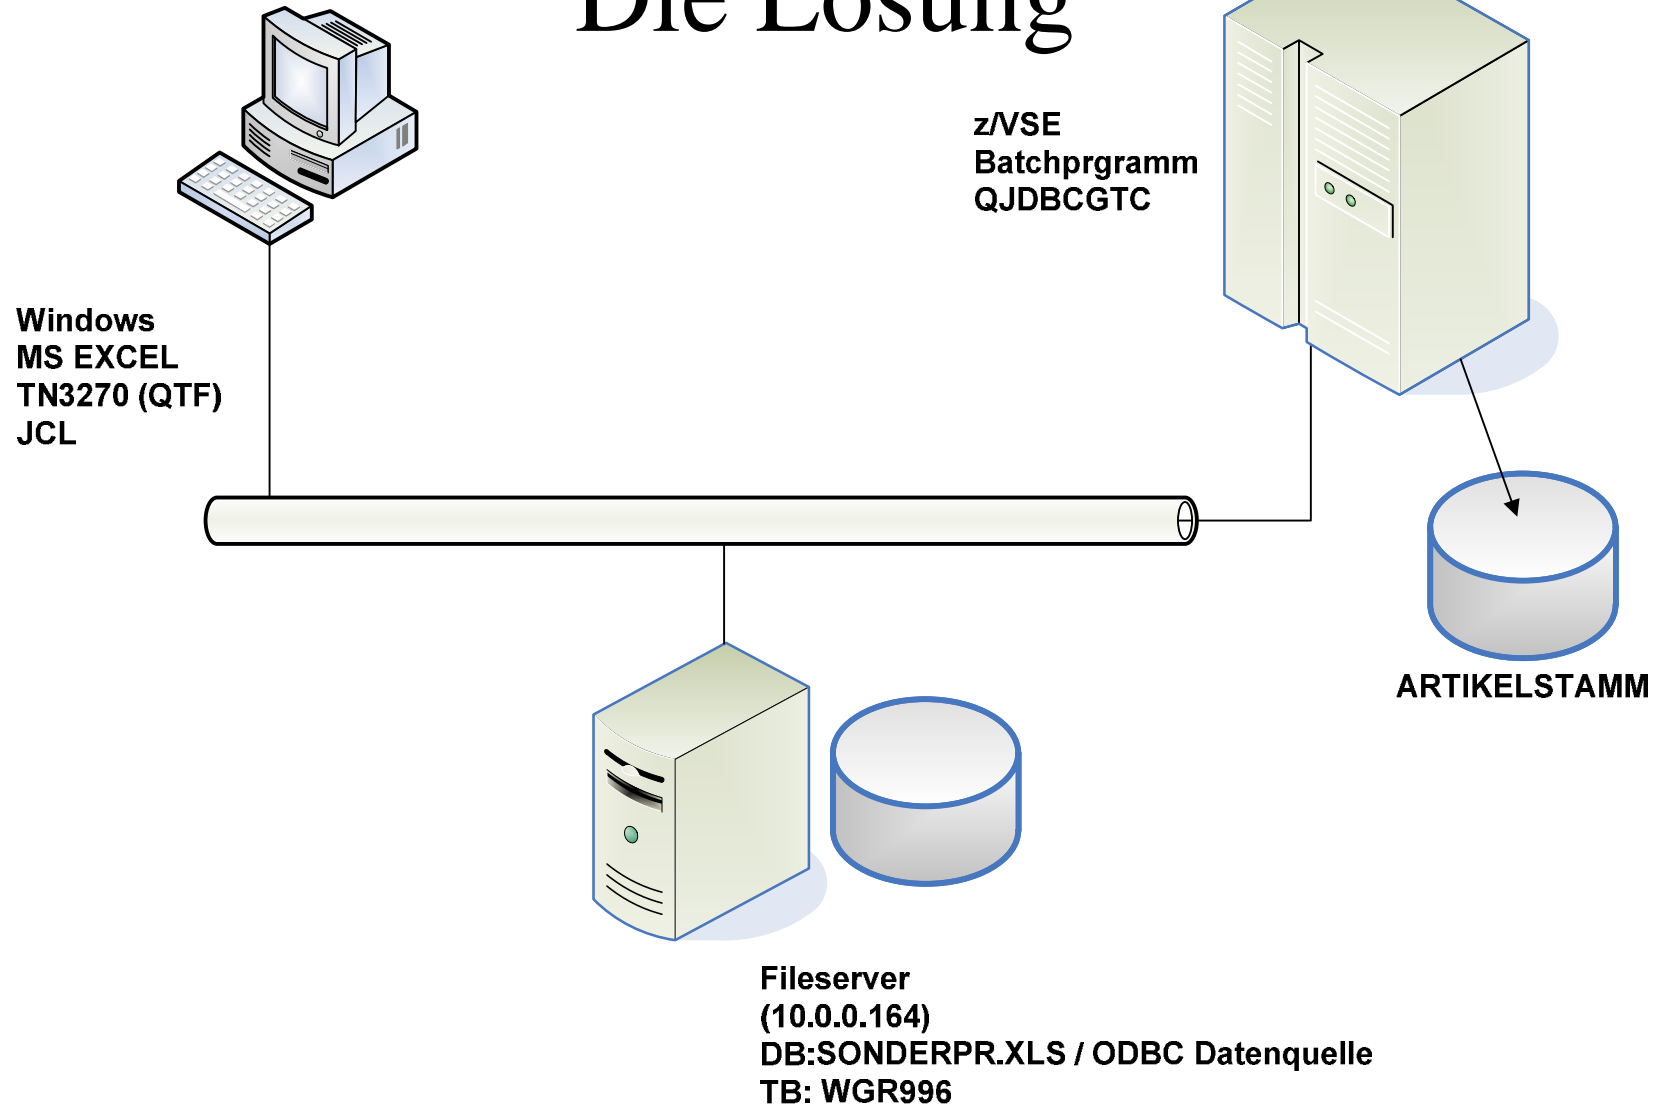 Die Lösung
z/VSE
Batchprgramm
QJDBCGTC
Windows
MS EXCEL
TN3270 (QTF)
JCL
ARTIKELSTAMM
Fileserver
(10.0.0.164)
DB:SONDERPR.XLS / ODBC Datenquelle
TB: WGR996